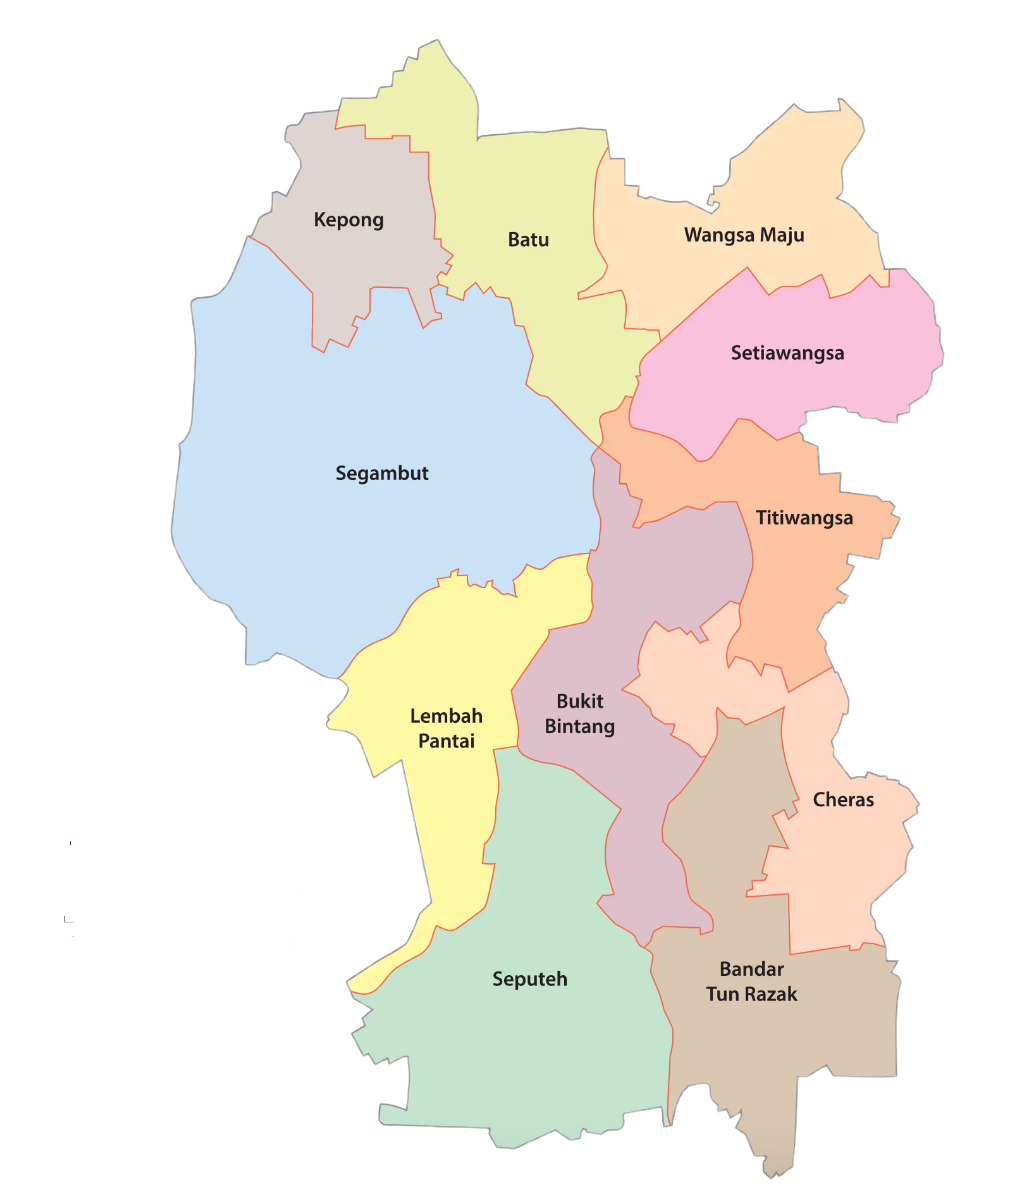 Kepong
Batu
Wangsa Maju
Setiawangsa
Segambut
Titiwangsa
Bukit
Bintang
Lembah
Pantai
Cheras
Seputeh
Bandar
Tun Razak